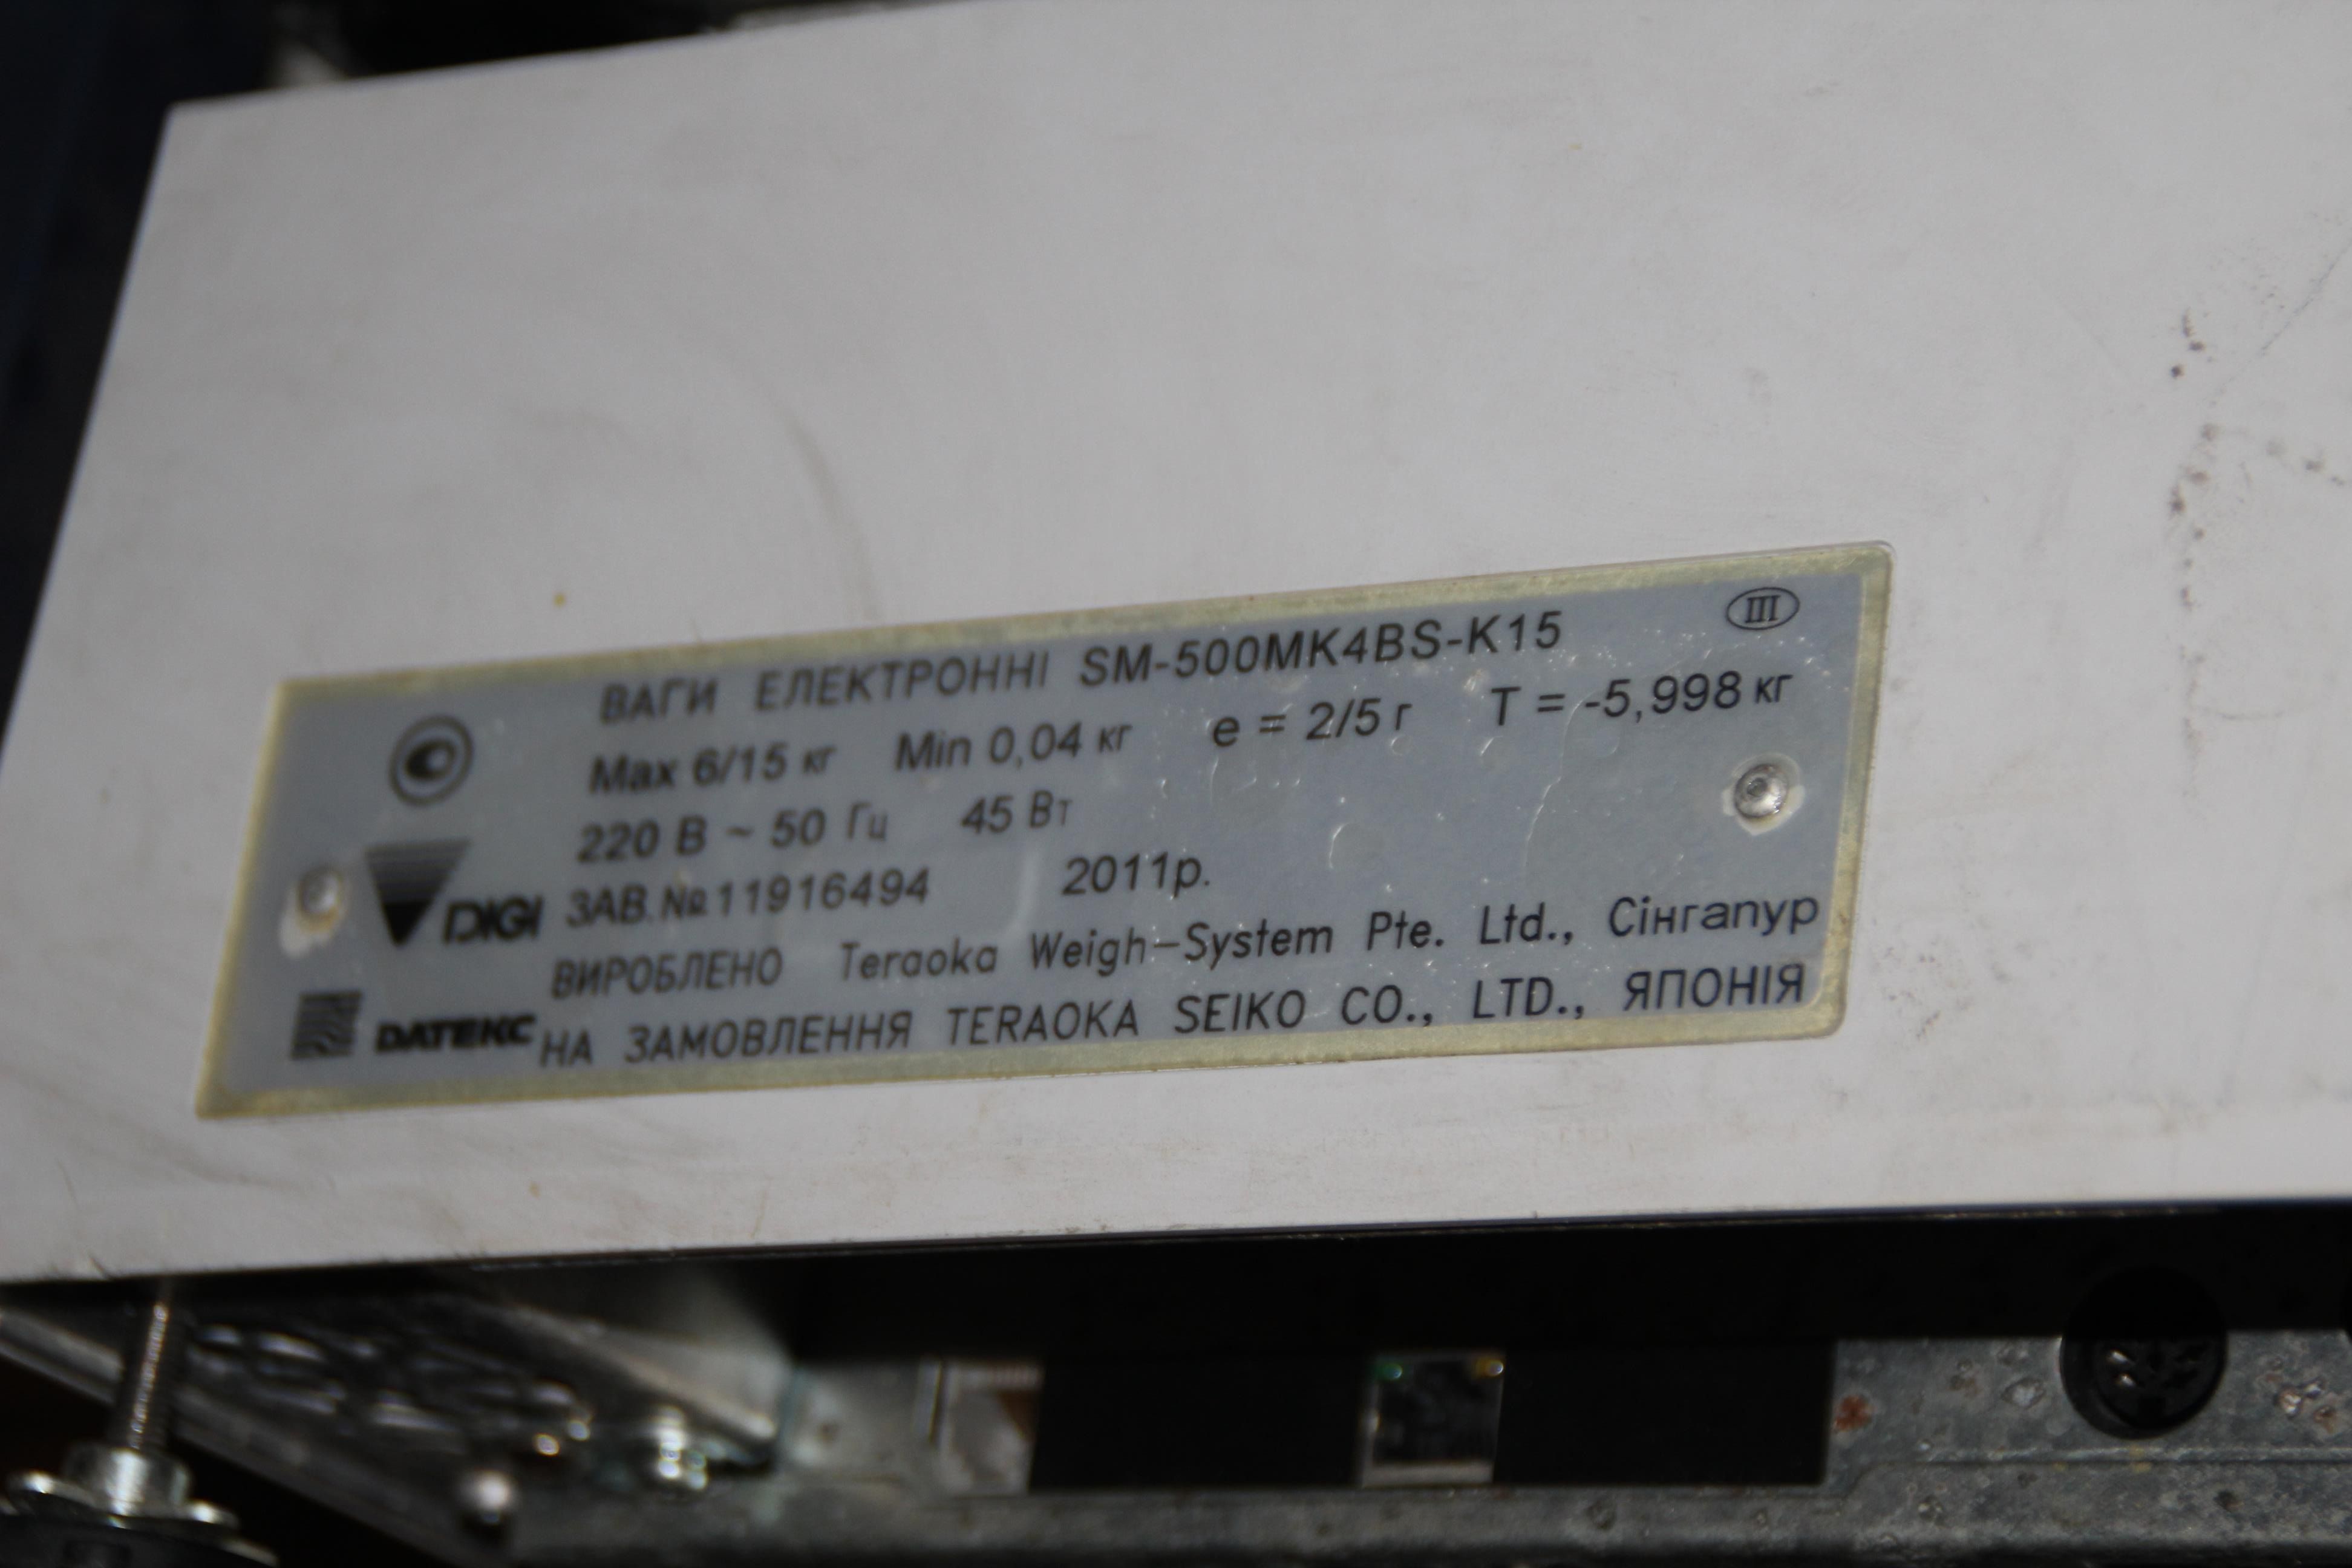 ВАГИ ЕЛЕКТРОННІ SM-500MK4BS-K15
III
Max 6/15 кг Min 0,04 кг e = 2/5 г T = -5,998 кг
220 В ~ 50 Гц 45 Вт
DIGI
ЗАВ.№11916494 2011р.
ВИРОБЛЕНО Teraoka Weigh-System Pte. Ltd., Сінгапур
DATEKC
НА ЗАМОВЛЕННЯ TERAOKA SEIKO CO., LTD., ЯПОНІЯ